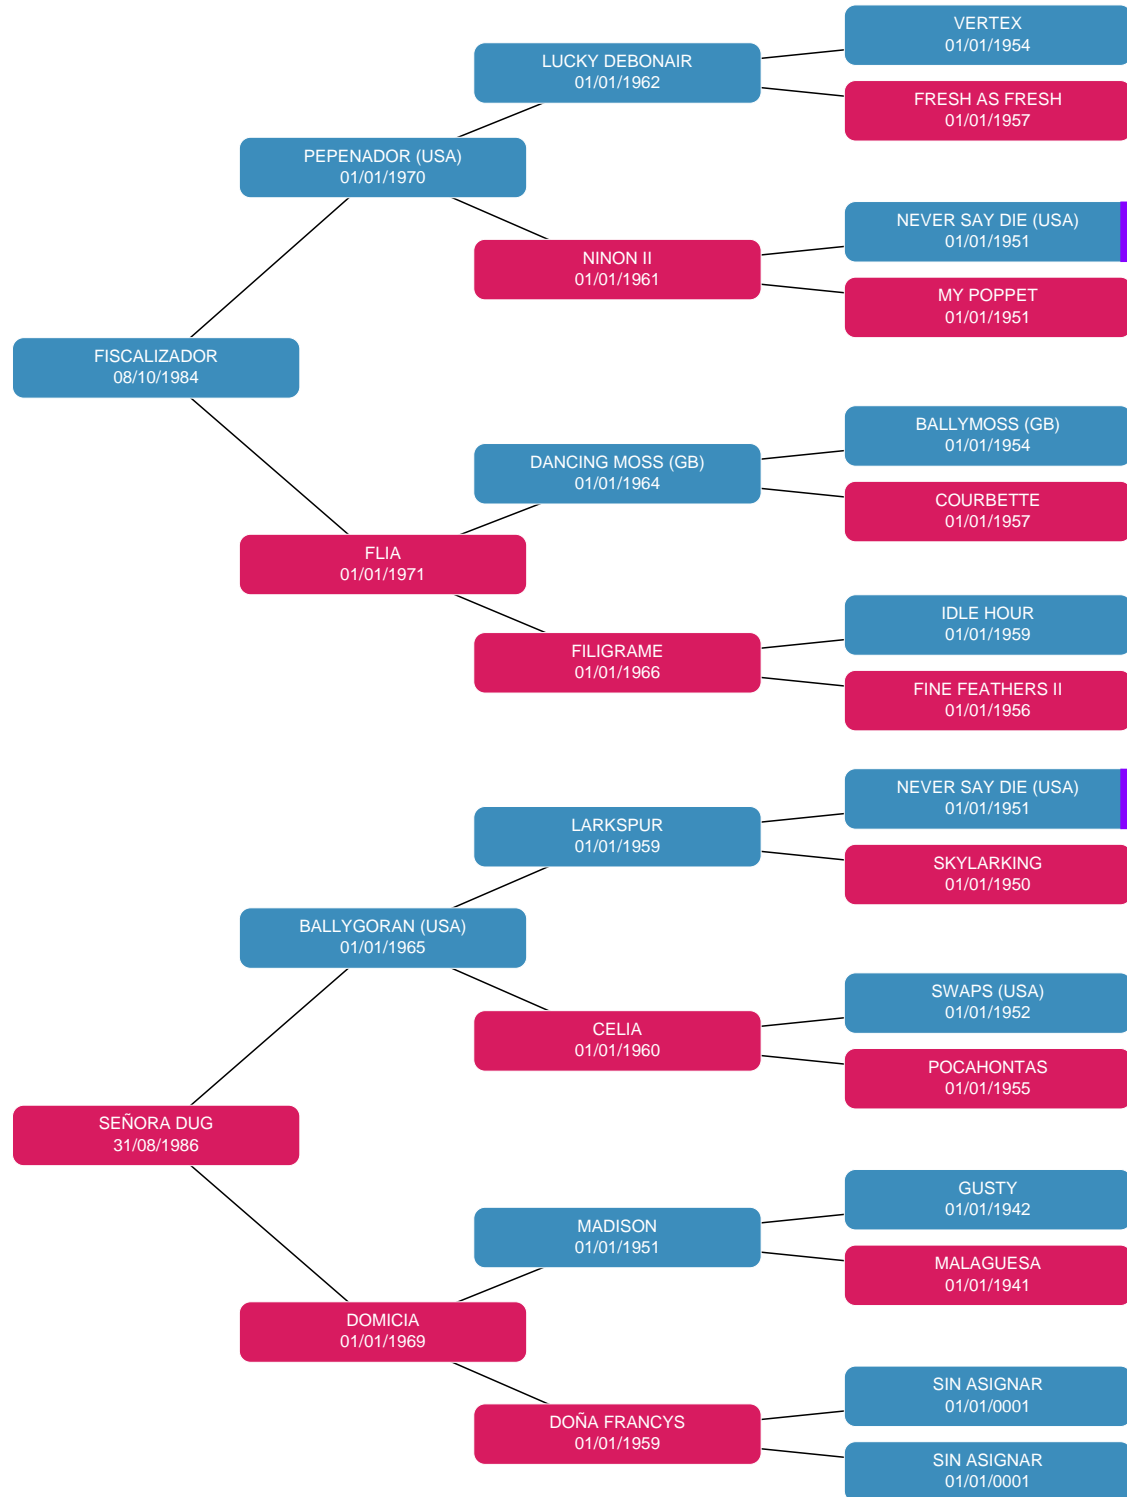 VERTEX
01/01/1954
LUCKY DEBONAIR
01/01/1962
FRESH AS FRESH
01/01/1957
PEPENADOR (USA)
01/01/1970
NEVER SAY DIE (USA)
01/01/1951
NINON II
01/01/1961
MY POPPET
01/01/1951
FISCALIZADOR
08/10/1984
BALLYMOSS (GB)
01/01/1954
DANCING MOSS (GB)
01/01/1964
COURBETTE
01/01/1957
FLIA
01/01/1971
IDLE HOUR
01/01/1959
FILIGRAME
01/01/1966
FINE FEATHERS II
01/01/1956
NEVER SAY DIE (USA)
01/01/1951
LARKSPUR
01/01/1959
SKYLARKING
01/01/1950
BALLYGORAN (USA)
01/01/1965
SWAPS (USA)
01/01/1952
CELIA
01/01/1960
POCAHONTAS
01/01/1955
SEÑORA DUG
31/08/1986
GUSTY
01/01/1942
MADISON
01/01/1951
MALAGUESA
01/01/1941
DOMICIA
01/01/1969
SIN ASIGNAR
01/01/0001
DOÑA FRANCYS
01/01/1959
SIN ASIGNAR
01/01/0001